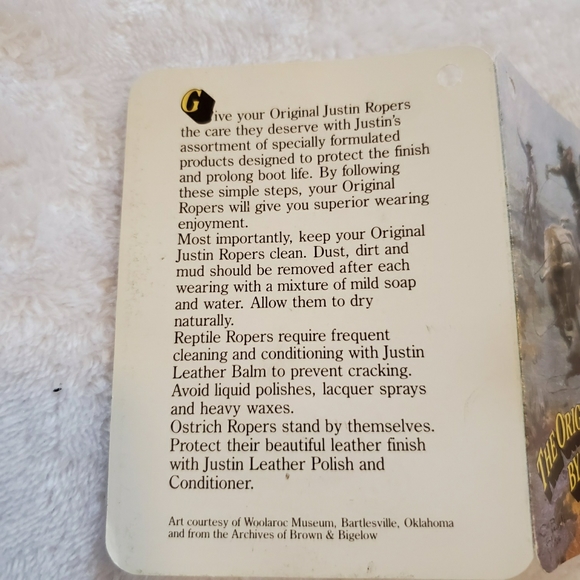 Give your Original Justin Ropers
the care they deserve with Justin's
assortment of specially formulated
products designed to protect the finish
and prolong boot life. By following
these simple steps, your Original
Ropers will give you superior wearing
enjoyment.
Most importantly, keep your Original
Justin Ropers clean. Dust, dirt and
mud should be removed after each
wearing with a mixture of mild soap
and water. Allow them to dry
naturally.
Reptile Ropers require frequent
cleaning and conditioning with Justin
Leather Balm to prevent cracking.
Avoid liquid polishes, lacquer sprays
and heavy waxes.
Ostrich Ropers stand by themselves.
Protect their beautiful leather finish
with Justin Leather Polish and
Conditioner.
Art courtesy of Woolaroc Museum, Bartlesville, Oklahoma
and from the Archives of Brown & Bigelow
THE